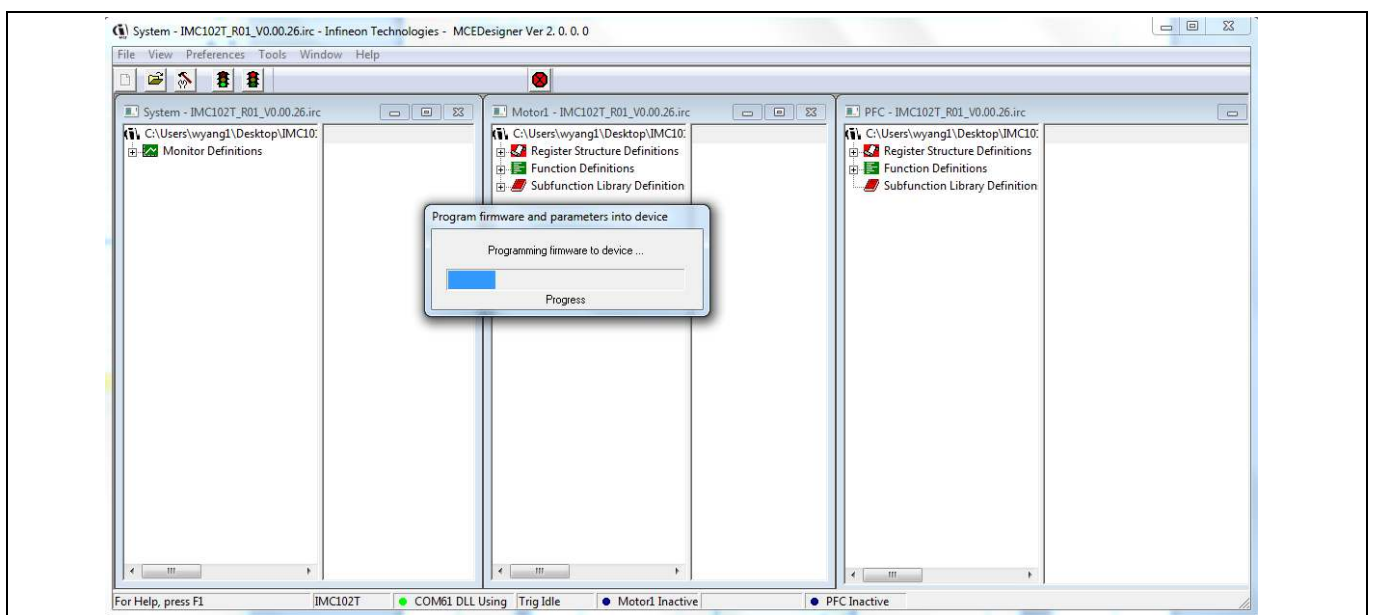 System - IMC102T_R01_V0.00.26.irc - Infineon Technologies - MCEDesigner Ver 2. 0. 0. 0
File View Preferences Tools Window Help
System - IMC102T_R01_V0.00.26.irc
C:\Users\wyang1\Desktop\IMC10:
Monitor Definitions
Motor1 - IMC102T_R01_V0.00.26.irc
C:\Users\wyang1\Desktop\IMC10:
Register Structure Definitions
Function Definitions
Subfunction Library Definition
PFC - IMC102T_R01_V0.00.26.irc
C:\Users\wyang1\Desktop\IMC10:
Register Structure Definitions
Function Definitions
Subfunction Library Definition
Program firmware and parameters into device
Programming firmware to device ...
Progress
For Help, press F1 IMC102T COM61 DLL Using Trig Idle Motor1 Inactive PFC Inactive